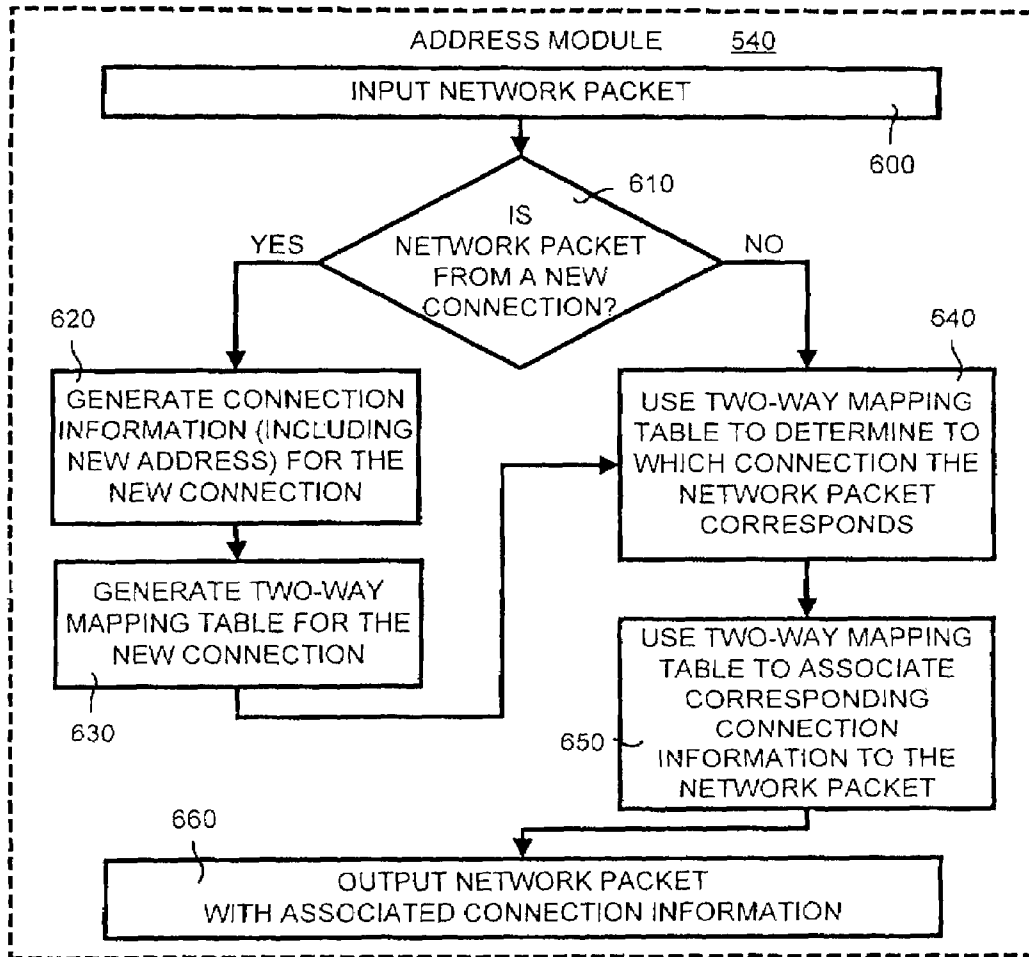 ADDRESS MODULE 540
INPUT NETWORK PACKET
600
610
IS
NETWORK PACKET
FROM A NEW
CONNECTION?
YES
NO
620
GENERATE CONNECTION
INFORMATION (INCLUDING
NEW ADDRESS) FOR THE
NEW CONNECTION
GENERATE TWO-WAY
MAPPING TABLE FOR THE
NEW CONNECTION
630
640
USE TWO-WAY MAPPING
TABLE TO DETERMINE TO
WHICH CONNECTION THE
NETWORK PACKET
CORRESPONDS
USE TWO-WAY MAPPING
TABLE TO ASSOCIATE
CORRESPONDING
CONNECTION
INFORMATION TO THE
NETWORK PACKET
650
660
OUTPUT NETWORK PACKET
WITH ASSOCIATED CONNECTION INFORMATION